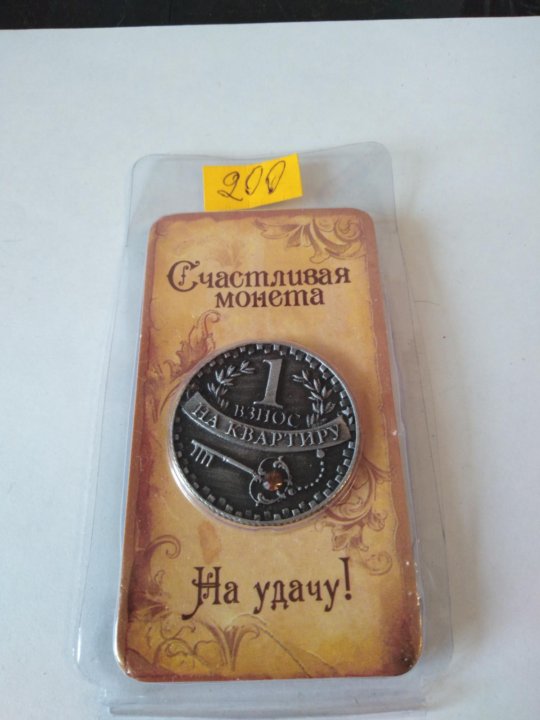 200
Счастливая
монета
1
ВЗНОС
НА КВАРТИРУ
На удачу!